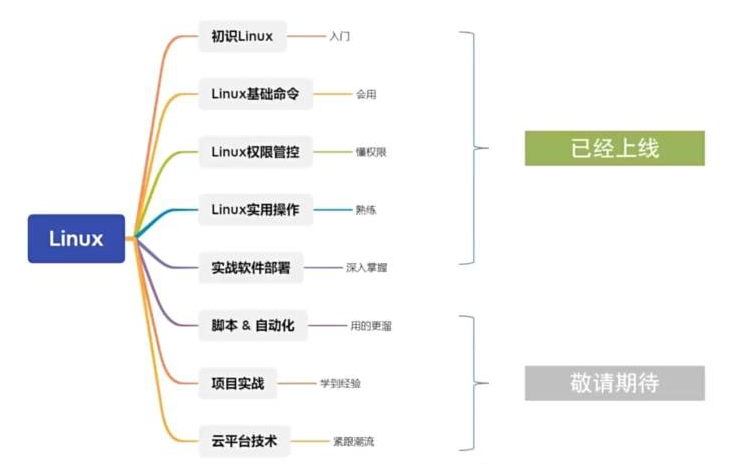 初识Linux 入门
Linux基础命令 会用
Linux权限管控 懂权限
已经上线
Linux实用操作 熟练
Linux
实战软件部署 深入掌握
脚本 & 自动化 用的更溜
项目实战 学到经验
敬请期待
云平台技术 紧跟潮流